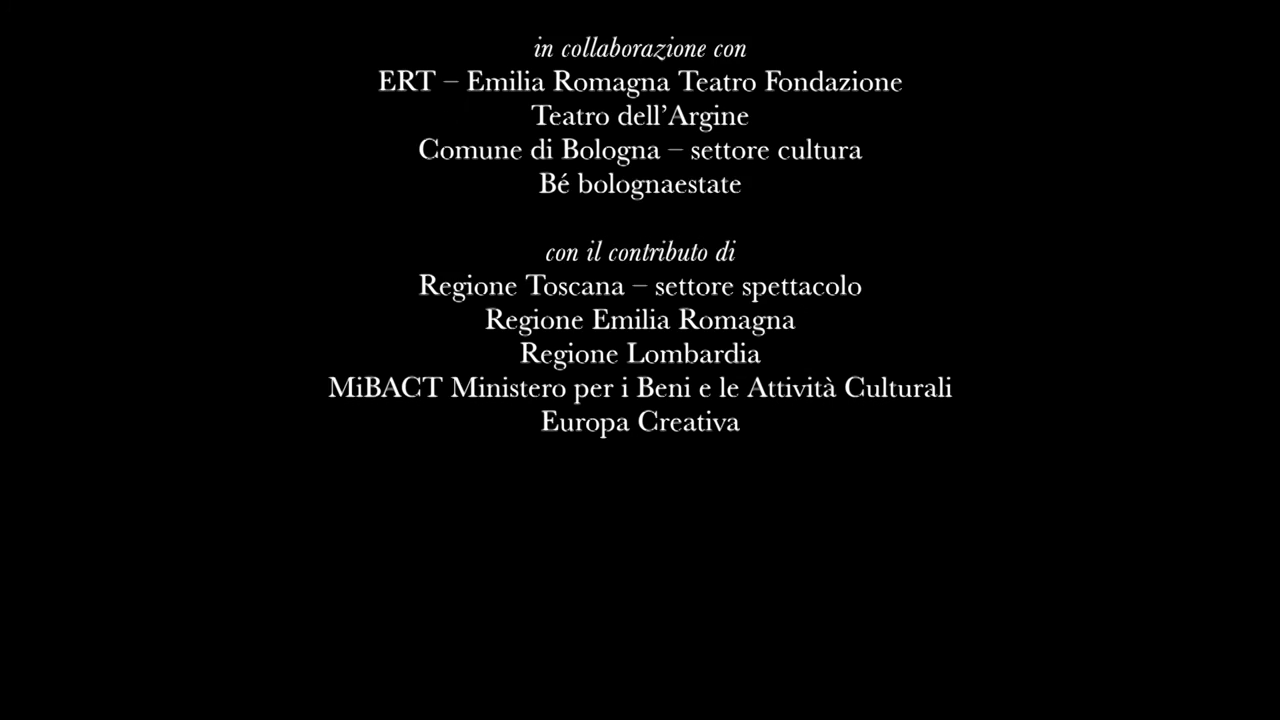 in collaborazione con
ERT – Emilia Romagna Teatro Fondazione
Teatro dell’Argine
Comune di Bologna – settore cultura
Bé bolognaestate
con il contributo di
Regione Toscana – settore spettacolo
Regione Emilia Romagna
Regione Lombardia
MiBACT Ministero per i Beni e le Attività Culturali
Europa Creativa